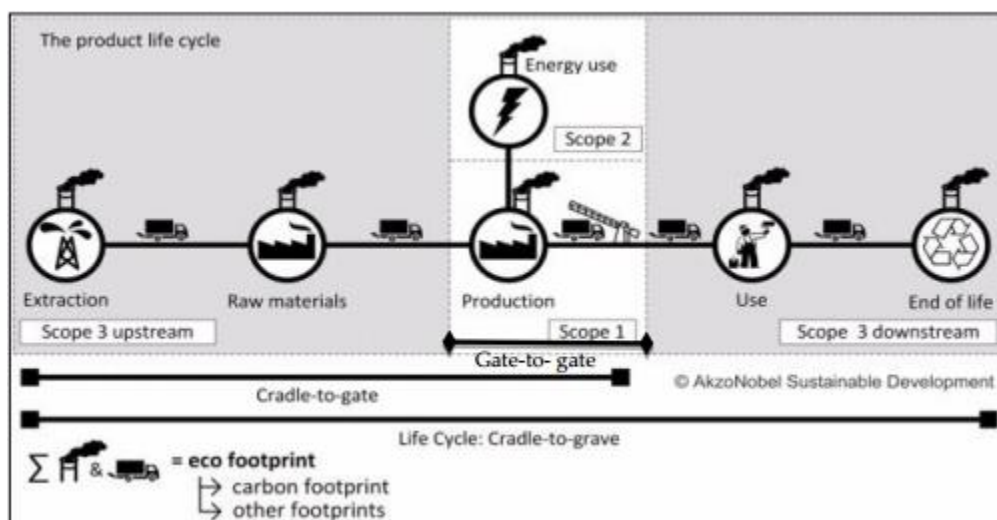 The product life cycle
Energy use
Scope 2
Extraction
Raw materials
Production
Use
End of life
Scope 3 upstream
Scope 1
Scope 3 downstream
Gate-to- gate
Cradle-to-gate
© AkzoNobel Sustainable Development
Life Cycle: Cradle-to-grave
∑ & = eco footprint
carbon footprint
other footprints